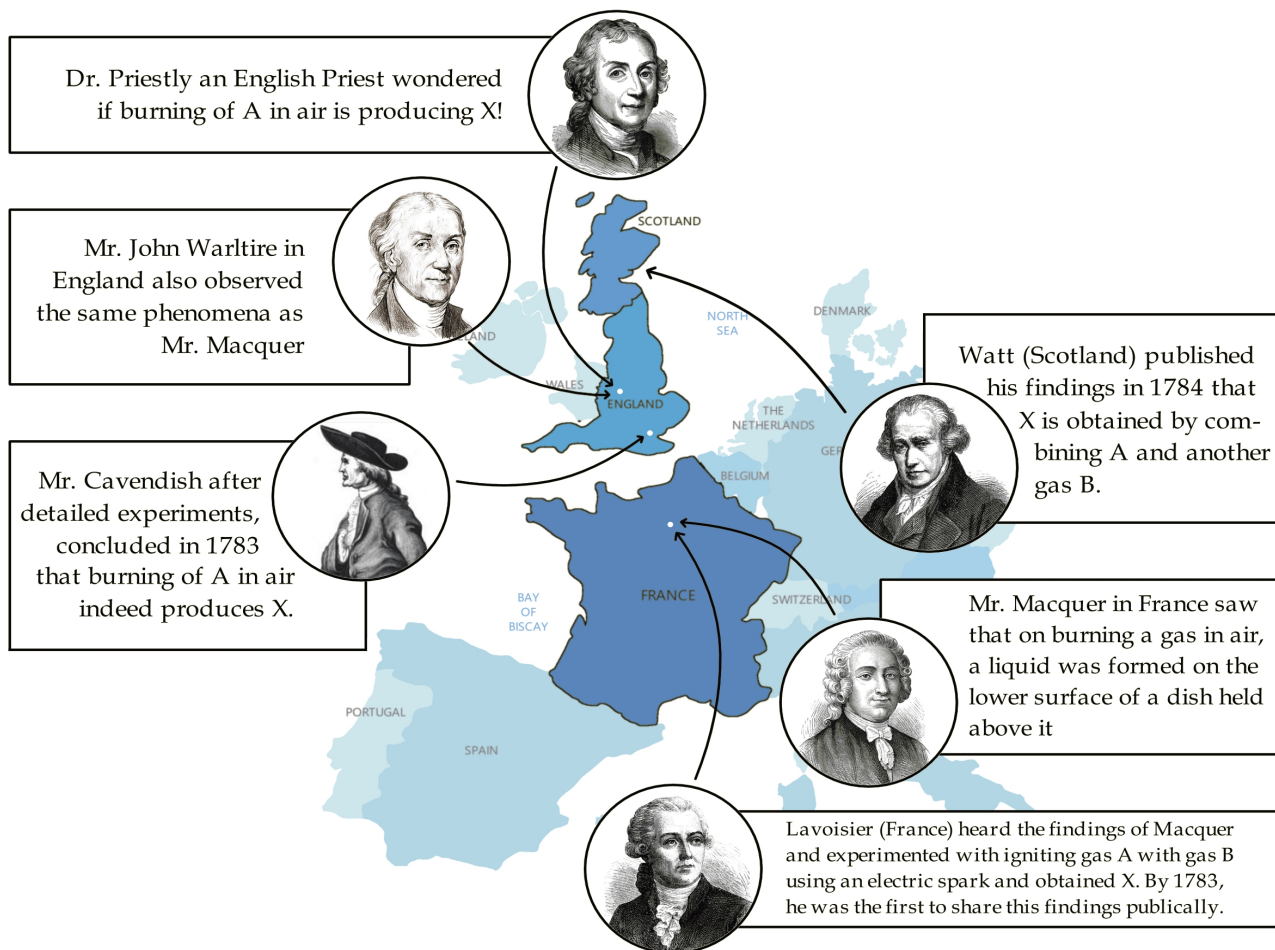 Dr. Priestly an English Priest wondered
if burning of A in air is producing X!
Mr. John Warltire in
England also observed
the same phenomena as
Mr. Macquer
Mr. Cavendish after
detailed experiments,
concluded in 1783
that burning of A in air
indeed produces X.
SCOTLAND
NORTH
SEA
DENMARK
WALES
ENGLAND
THE
NETHERLANDS
BELGIUM
FRANCE
SWITZERLAND
BAY
OF
BISCAY
PORTUGAL
SPAIN
Watt (Scotland) published
his findings in 1784 that
X is obtained by com-
bining A and another
gas B.
Mr. Macquer in France saw
that on burning a gas in air,
a liquid was formed on the
lower surface of a dish held
above it
Lavoisier (France) heard the findings of Macquer
and experimented with igniting gas A with gas B
using an electric spark and obtained X. By 1783,
he was the first to share this findings publically.